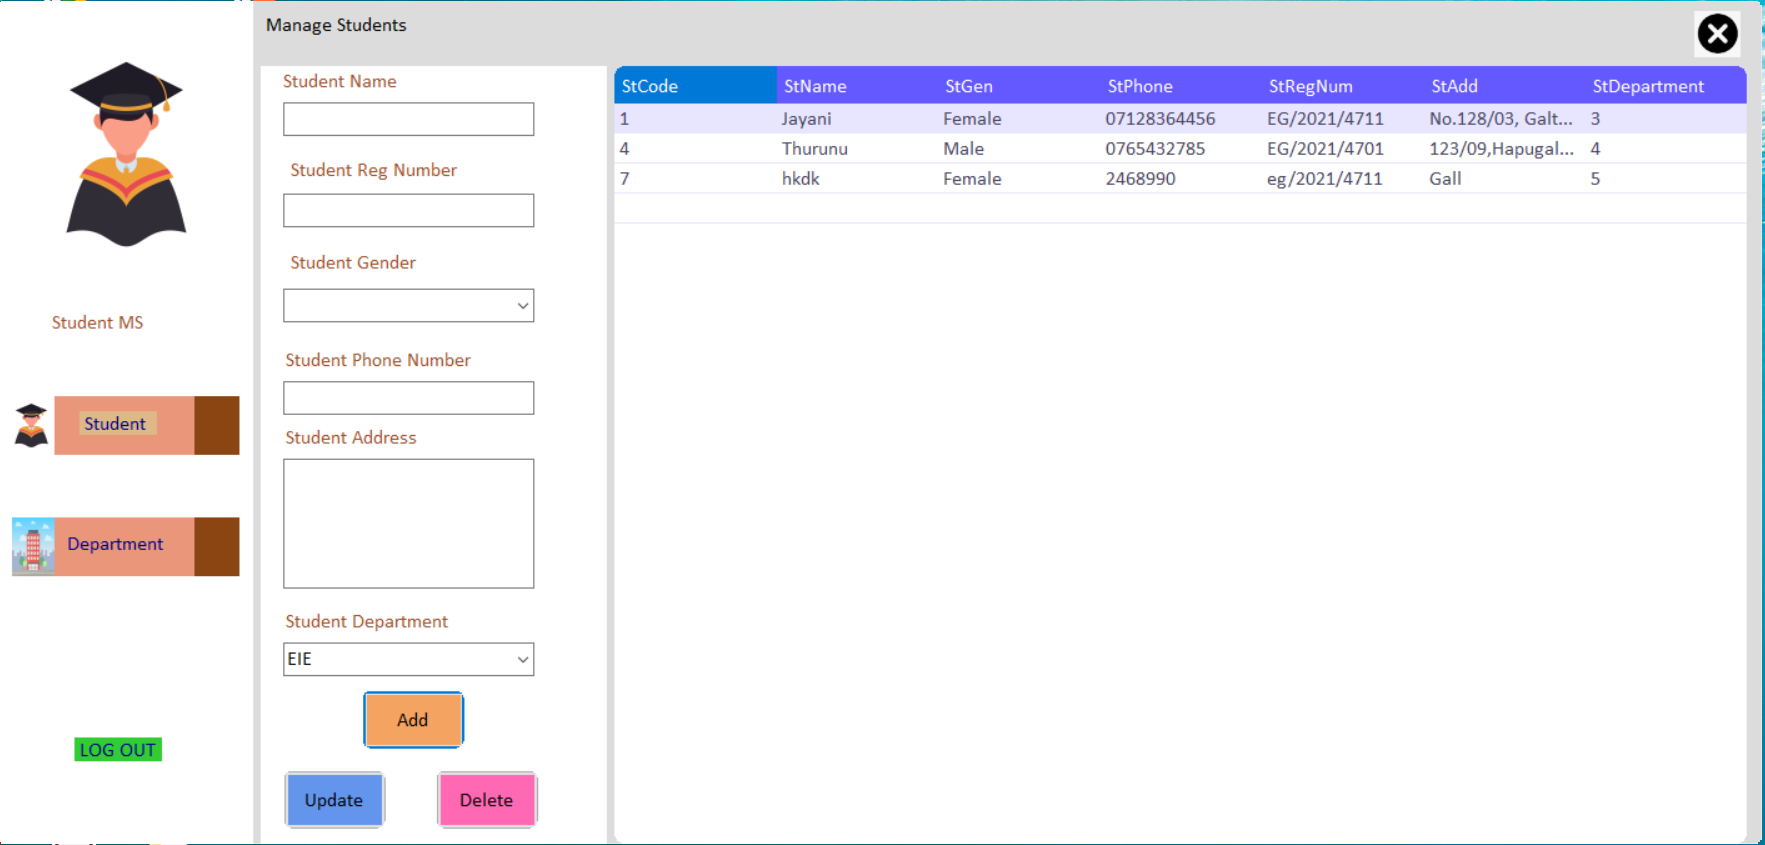 Manage Students
Student MS
Student
Department
LOG OUT
Student Name
Student Reg Number
Student Gender
Student Phone Number
Student Address
Student Department
EIE
Add
Update Delete
StCode StName StGen StPhone StRegNum StAdd StDepartment
1 Jayani Female 07128364456 EG/2021/4711 No.128/03, Galt... 3
4 Thurunu Male 0765432785 EG/2021/4701 123/09,Hapugal... 4
7 hkdk Female 2468990 eg/2021/4711 Gall 5